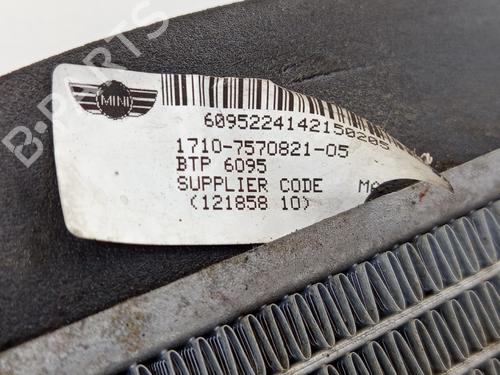 B-PARTS
MINI
6095224142150205
1710-7570821-05
BTP 6095
SUPPLIER CODE
(121858 10)